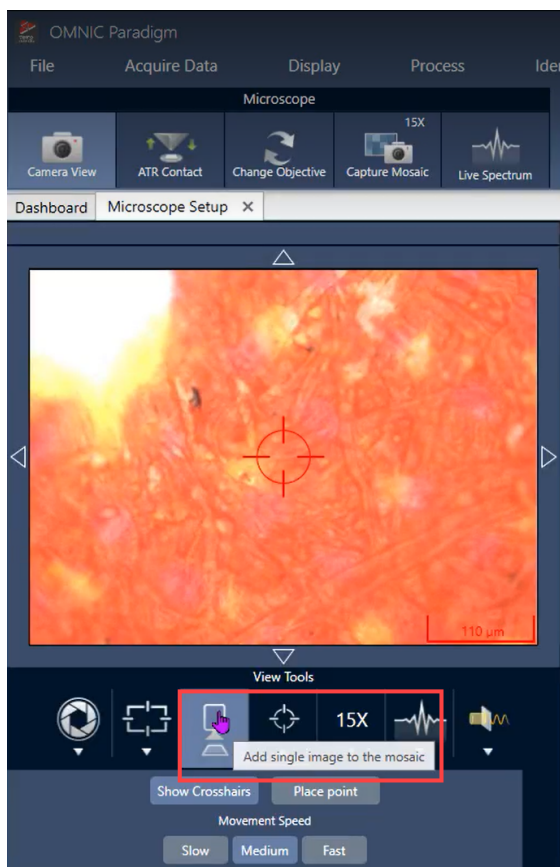 OMNIC Paradigm
File Acquire Data Display Process Iden
Microscope
15X
Camera View ATR Contact Change Objective Capture Mosaic Live Spectrum
Dashboard Microscope Setup ✕
110 µm
View Tools
15X
Add single image to the mosaic
Show Crosshairs Place point
Movement Speed
Slow Medium Fast